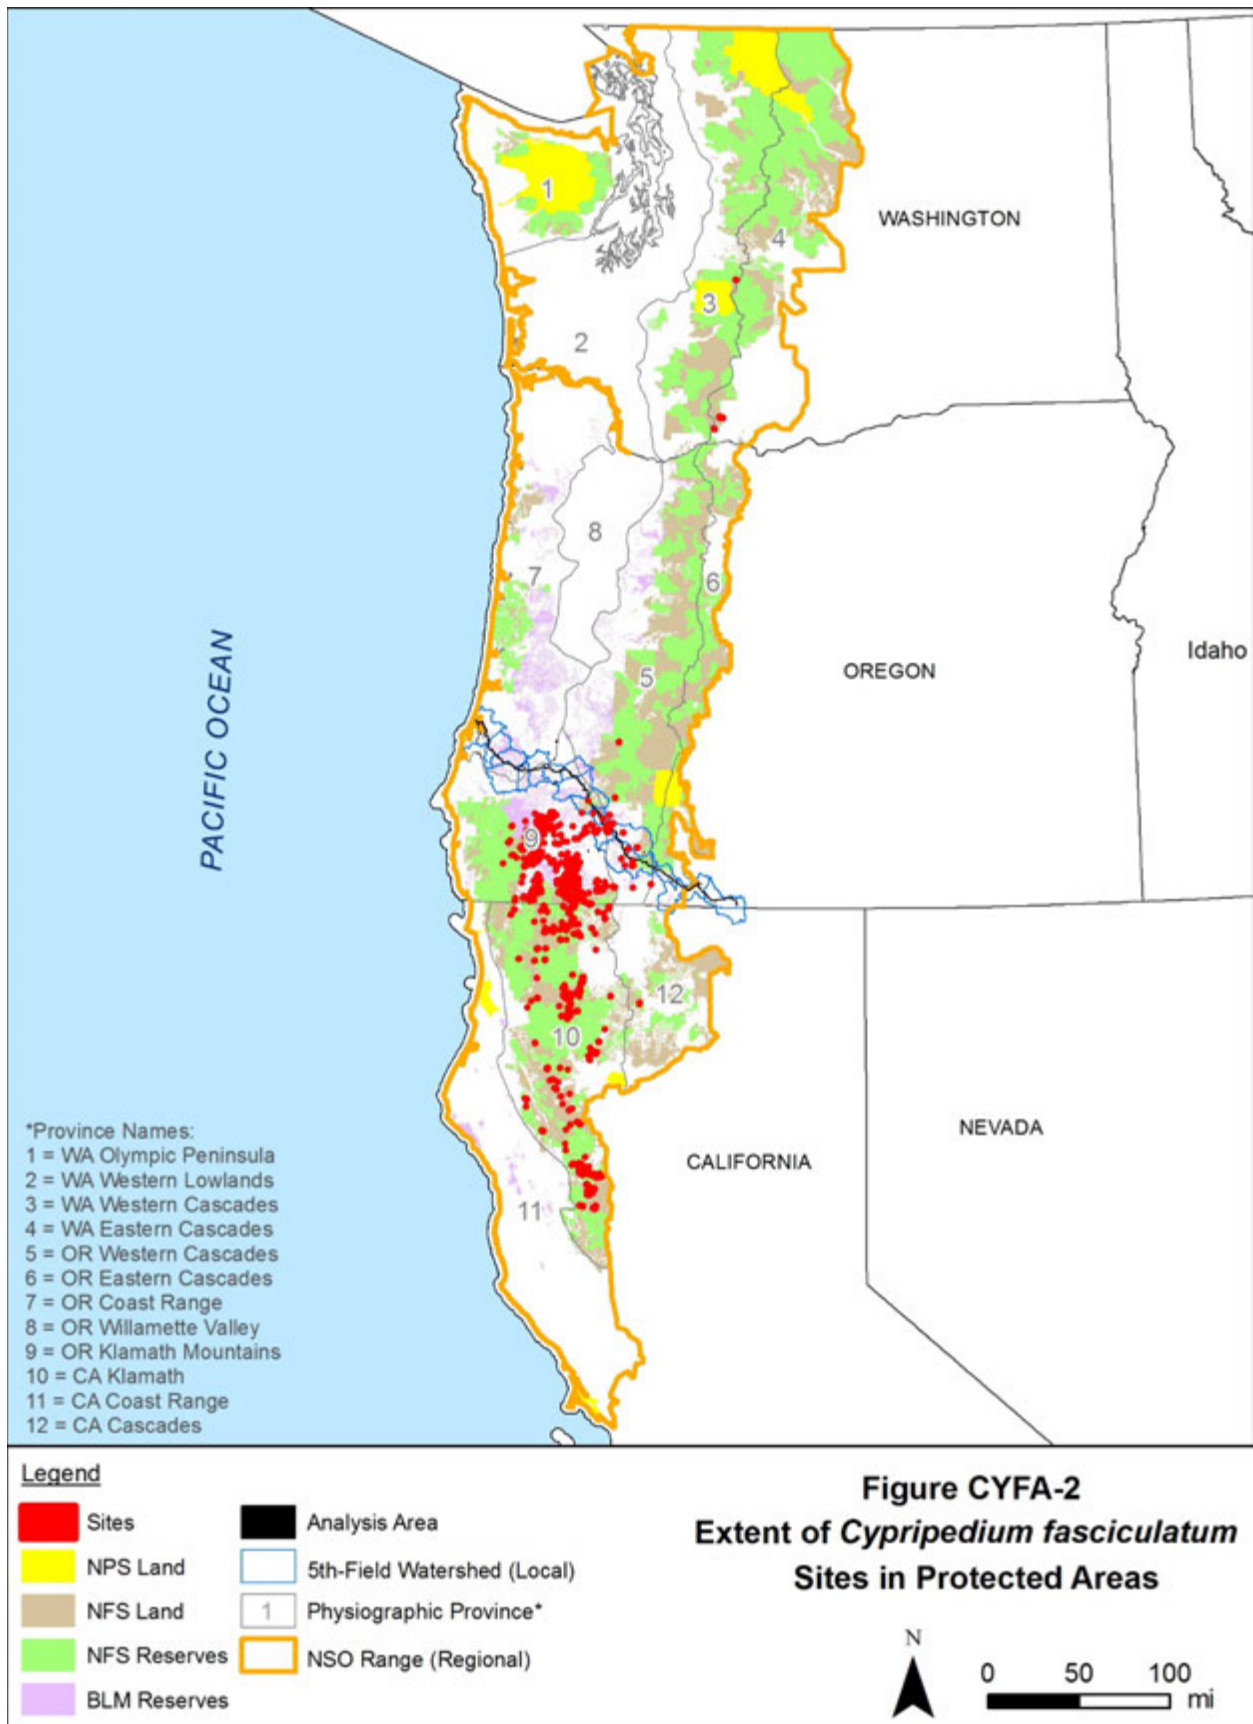 WASHINGTON
1
4
3
2
8
7
6
5
OREGON
Idaho
PACIFIC OCEAN
9
12
10
11
CALIFORNIA
NEVADA
*Province Names:
1 = WA Olympic Peninsula
2 = WA Western Lowlands
3 = WA Western Cascades
4 = WA Eastern Cascades
5 = OR Western Cascades
6 = OR Eastern Cascades
7 = OR Coast Range
8 = OR Willamette Valley
9 = OR Klamath Mountains
10 = CA Klamath
11 = CA Coast Range
12 = CA Cascades
Legend
Sites
NPS Land
NFS Land
NFS Reserves
BLM Reserves
Analysis Area
5th-Field Watershed (Local)
1 Physiographic Province*
NSO Range (Regional)
Figure CYFA-2
Extent of Cypripedium fasciculatum
Sites in Protected Areas
N
0 50 100
mi